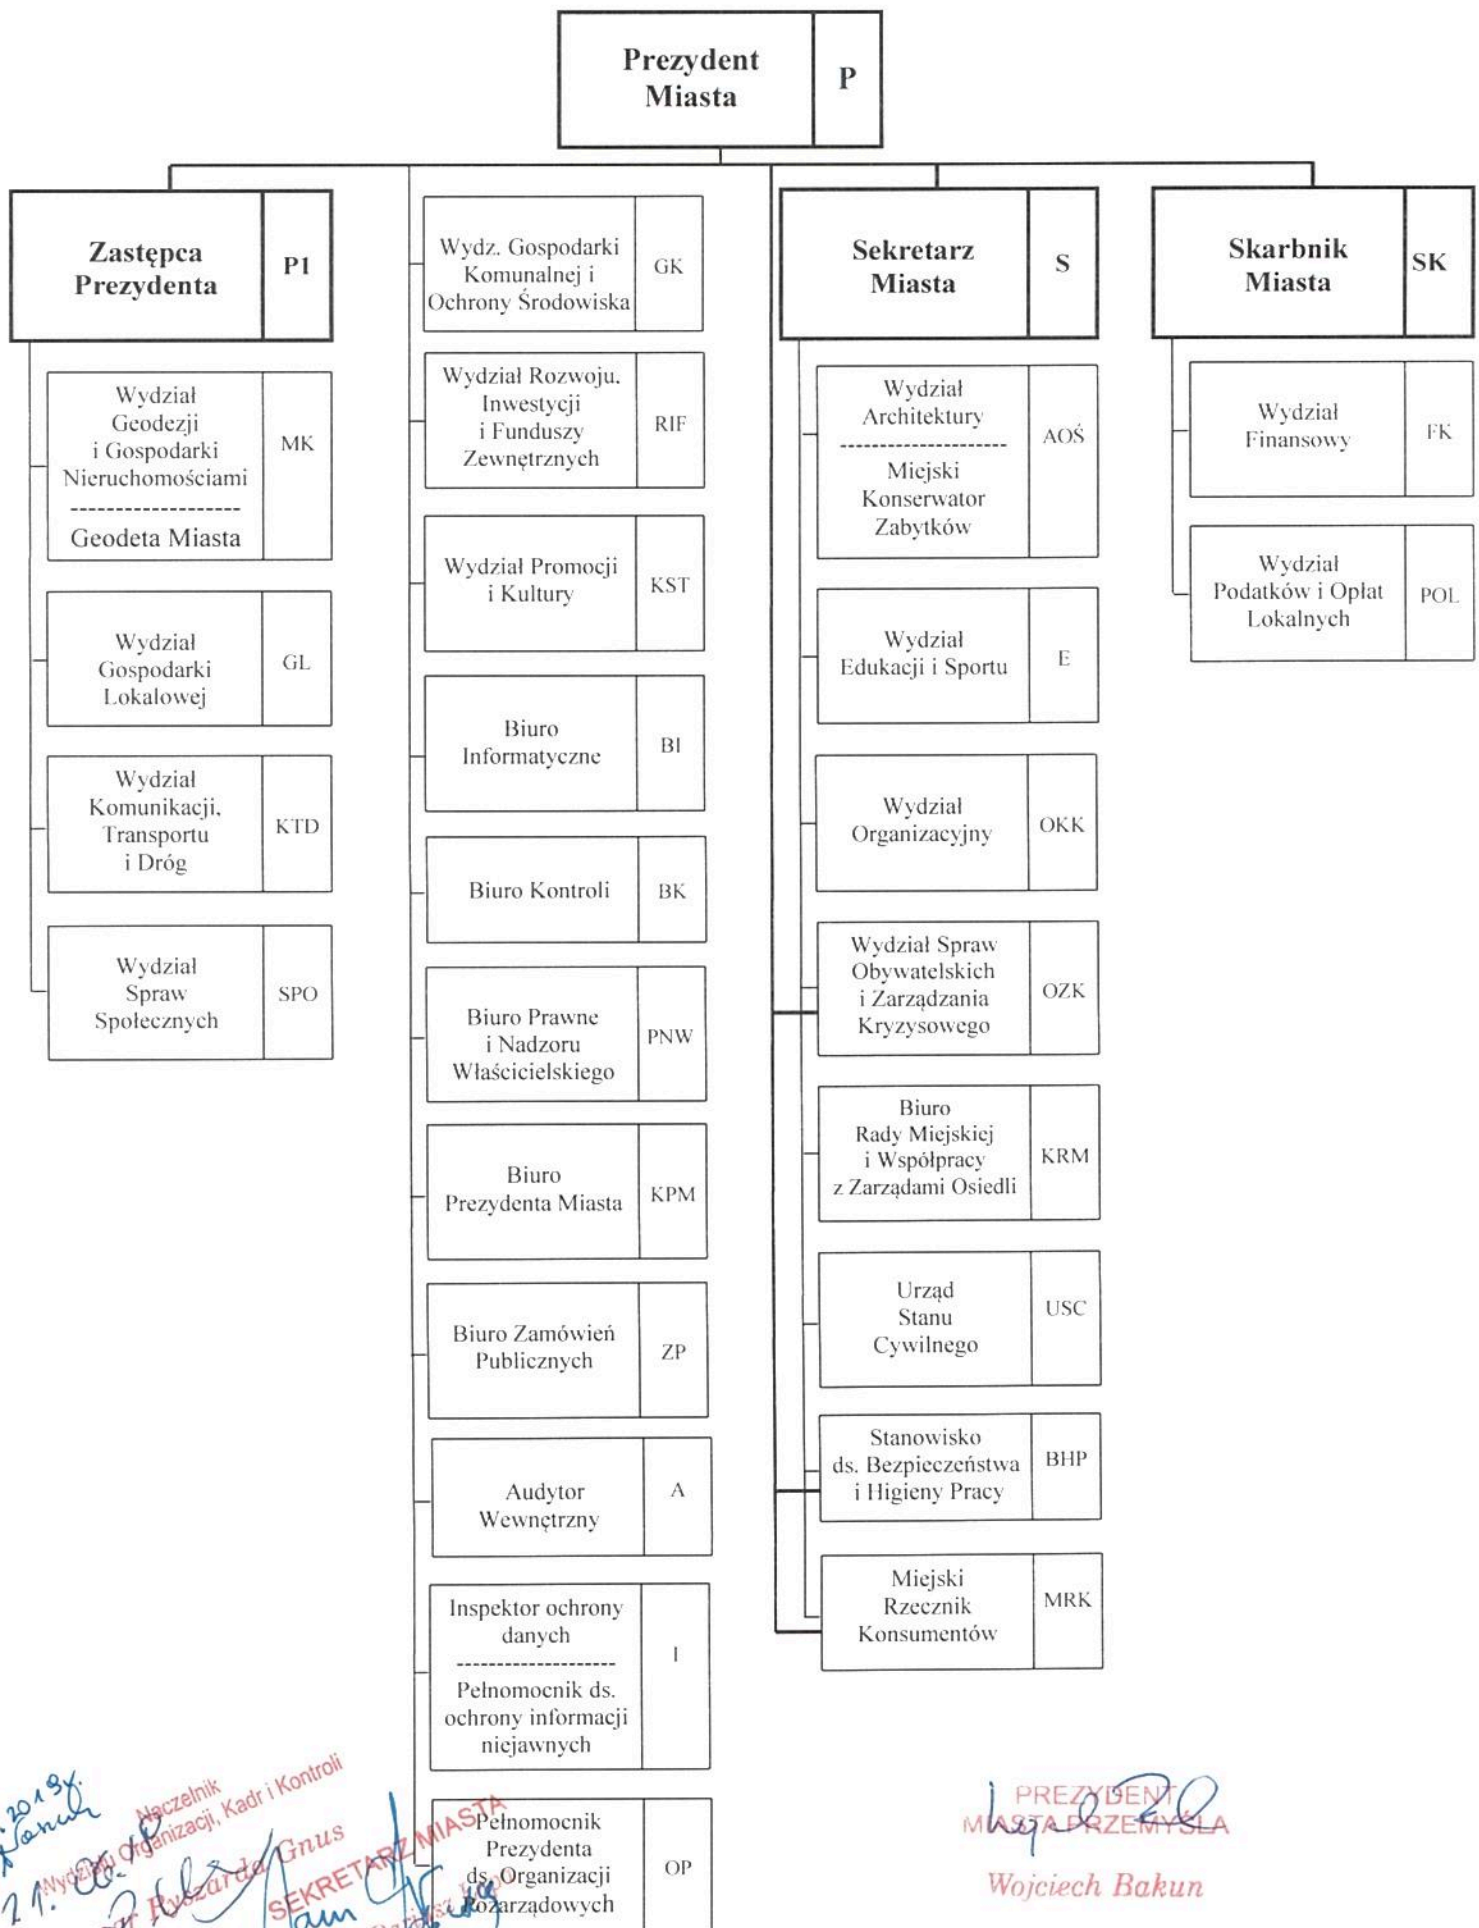 Prezydent
Miasta
P
Zastępca
Prezydenta
P1
Wydział
Geodezji
i Gospodarki
Nieruchomościami
--------------------
Geodeta Miasta
MK
Wydział
Gospodarki
Lokalowej
GL
Wydział
Komunikacji,
Transportu
i Dróg
KTD
Wydział
Spraw
Społecznych
SPO
Wydz. Gospodarki
Komunalnej i
Ochrony Środowiska
GK
Wydział Rozwoju,
Inwestycji
i Funduszy
Zewnętrznych
RIF
Wydział Promocji
i Kultury
KST
Biuro
Informatyczne
BI
Biuro Kontroli
BK
Biuro Prawne
i Nadzoru
Właścicielskiego
PNW
Biuro
Prezydenta Miasta
KPM
Biuro Zamówień
Publicznych
ZP
Audytor
Wewnętrzny
A
Inspektor ochrony
danych
--------------------
Pełnomocnik ds.
ochrony informacji
niejawnych
I
Pełnomocnik
Prezydenta
ds. Organizacji
Pozarządowych
OP
Sekretarz
Miasta
S
Wydział
Architektury
--------------------
Miejski
Konserwator
Zabytków
AOŚ
Wydział
Edukacji i Sportu
E
Wydział
Organizacyjny
OKK
Wydział Spraw
Obywatelskich
i Zarządzania
Kryzysowego
OZK
Biuro
Rady Miejskiej
i Współpracy
z Zarządami Osiedli
KRM
Urząd
Stanu
Cywilnego
USC
Stanowisko
ds. Bezpieczeństwa
i Higieny Pracy
BHP
Miejski
Rzecznik
Konsumentów
MRK
Skarbnik
Miasta
SK
Wydział
Finansowy
FK
Wydział
Podatków i Opłat
Lokalnych
POL
Naczelnik
Wydziału Organizacji, Kadr i Kontroli
Ryszarda Gnus
SEKRETARZ MIASTA
PREZYDENT
MIASTA PRZEMYŚLA
Wojciech Bakun